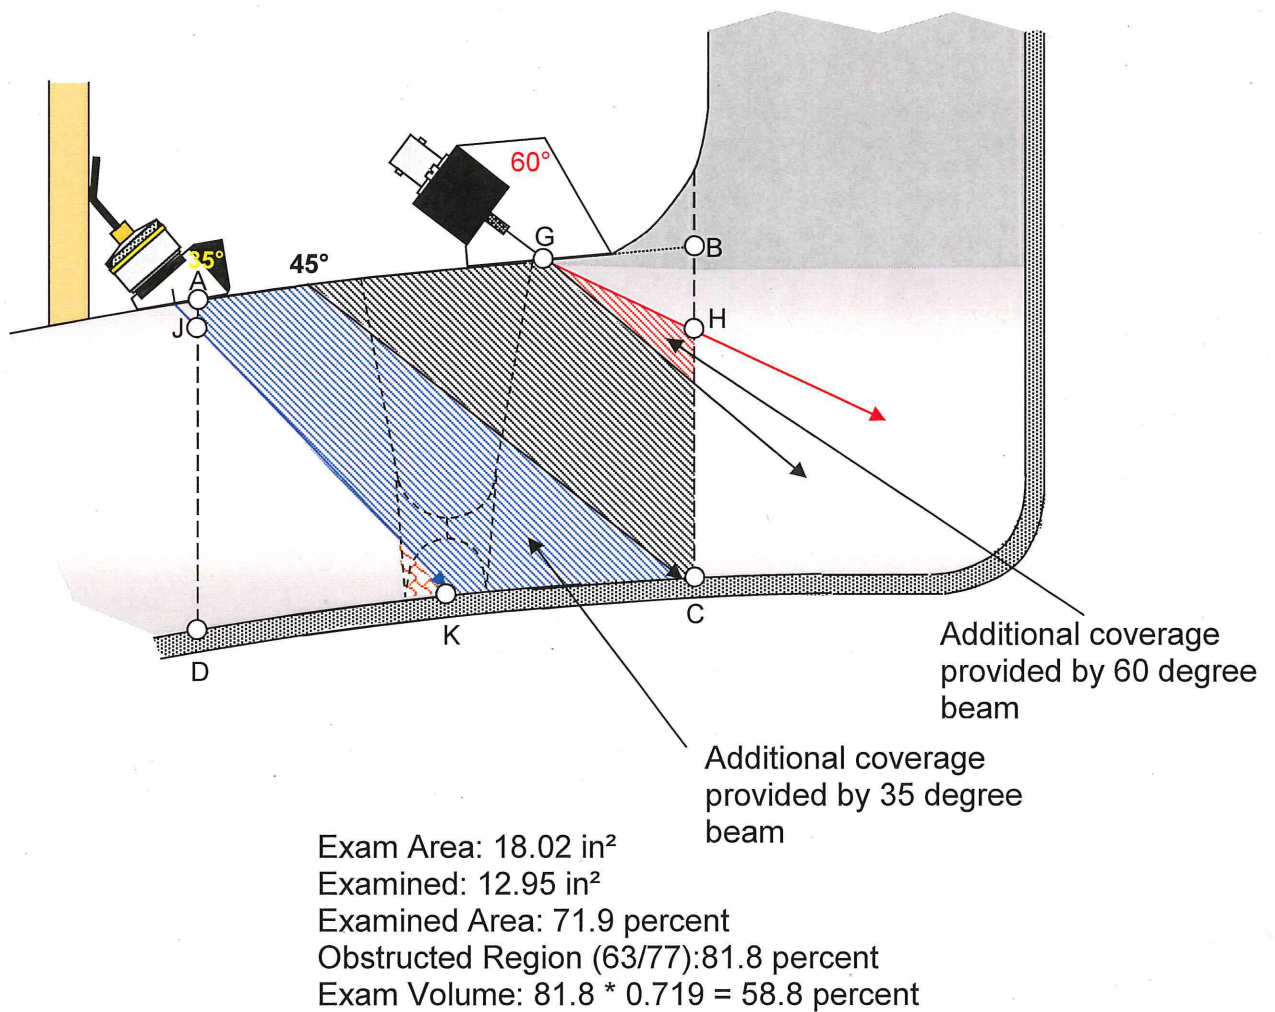 60°
G
B
35°
45°
A
J
H
C
K
D
Additional coverage
provided by 60 degree
beam
Additional coverage
provided by 35 degree
beam
Exam Area: 18.02 in²
Examined: 12.95 in²
Examined Area: 71.9 percent
Obstructed Region (63/77):81.8 percent
Exam Volume: 81.8 * 0.719 = 58.8 percent